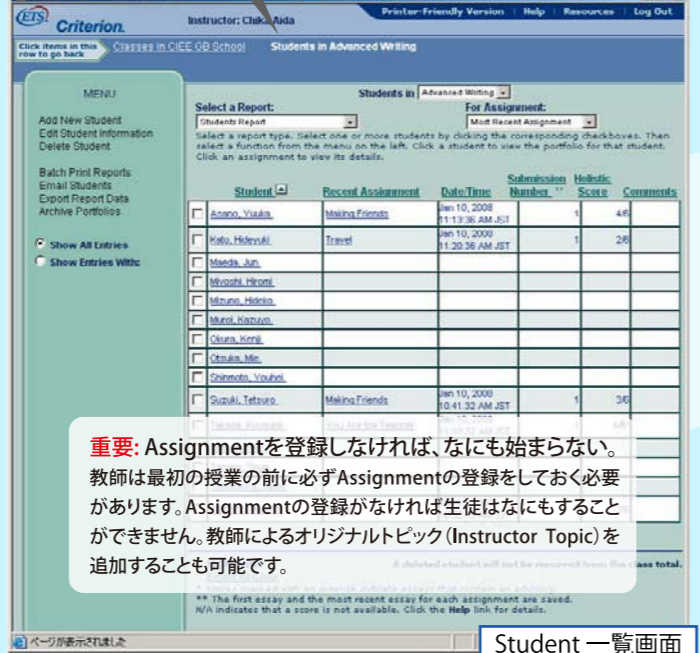 ETS Criterion.
Instructor: Chika Aida
Printer-Friendly Version | Help | Resources | Log Out
Click items in this row to go back
Classes in CIEE GB School
Students in Advanced Writing
MENU
Add New Student
Edit Student Information
Delete Student
Batch Print Reports
Email Students
Export Report Data
Archive Portfolios
Show All Entries
Show Entries With:
Students in Advanced Writing
Select a Report:
Students Report
For Assignment:
Most Recent Assignment
Select a report type. Select one or more students by clicking the corresponding checkboxes. Then
select a function from the menu on the left. Click a student to view the portfolio for that student.
Click an assignment to view its details.
Student Recent Assignment Date/Time Submission Number ** Holistic Score Comments
Asano, Yuuko Making Friends Jan 10, 2008 11:13:36 AM JST 1 4/6
Kato, Hideyuki Travel Jan 10, 2008 11:20:36 AM JST 1 2/6
Maeda, Jun
Miyoshi, Hiromi
Mizuno, Hideko
Muroi, Kazuyo
Okura, Kenji
Otsuka, Mie
Shinmoto, Youhei
Suzuki, Tetsuro Making Friends Jan 10, 2008 10:41:32 AM JST 1 3/6
You Are the Teacher
重要: Assignmentを登録しなければ、なにも始まらない。
教師は最初の授業の前に必ずAssignmentの登録をしておく必要
があります。Assignmentの登録がなければ生徒はなにもすること
ができません。教師によるオリジナルトピック（Instructor Topic）を
追加することも可能です。
A deleted student will not be removed from the class total.
** The first essay and the most recent essay for each assignment are saved.
N/A indicates that a score is not available. Click the Help link for details.
ページが表示されました
Student 一覧画面